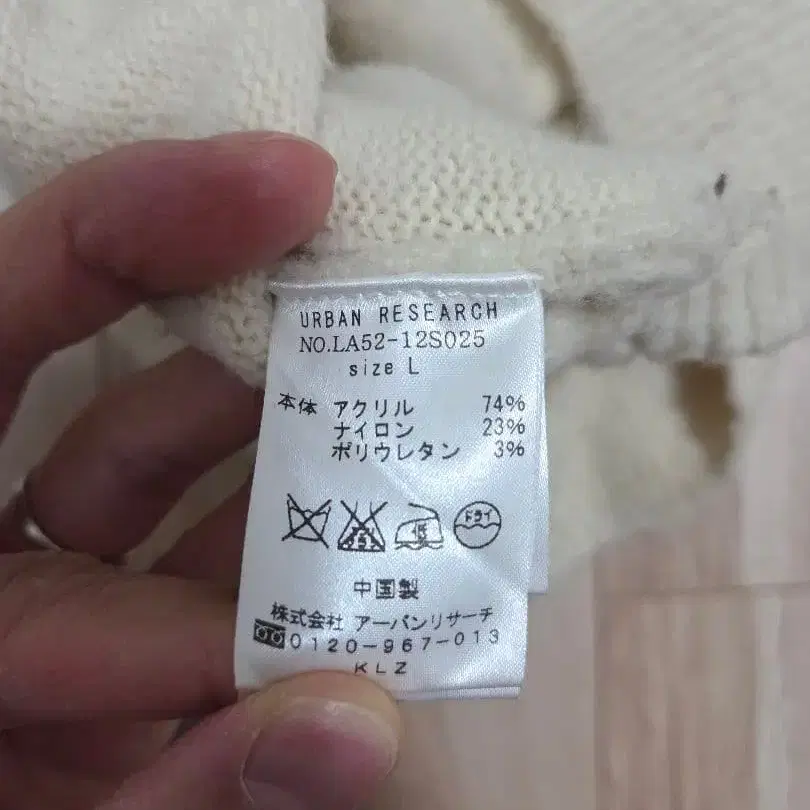 URBAN RESEARCH
NO.LA52-12S025
size L
本体 アクリル 74%
ナイロン 23%
ポリウレタン 3%
ドライ
中国製
株式会社 アーバンリサーチ
0120-967-013
KLZ